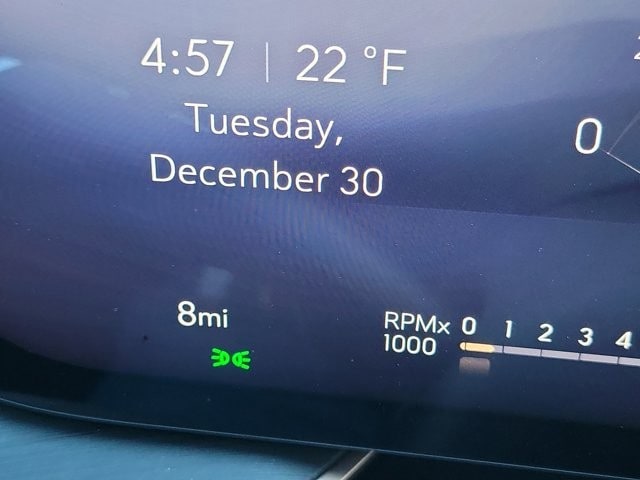 4:57 | 22 °F
Tuesday,
December 30
0
8mi
RPMx 0 1 2 3 4
1000